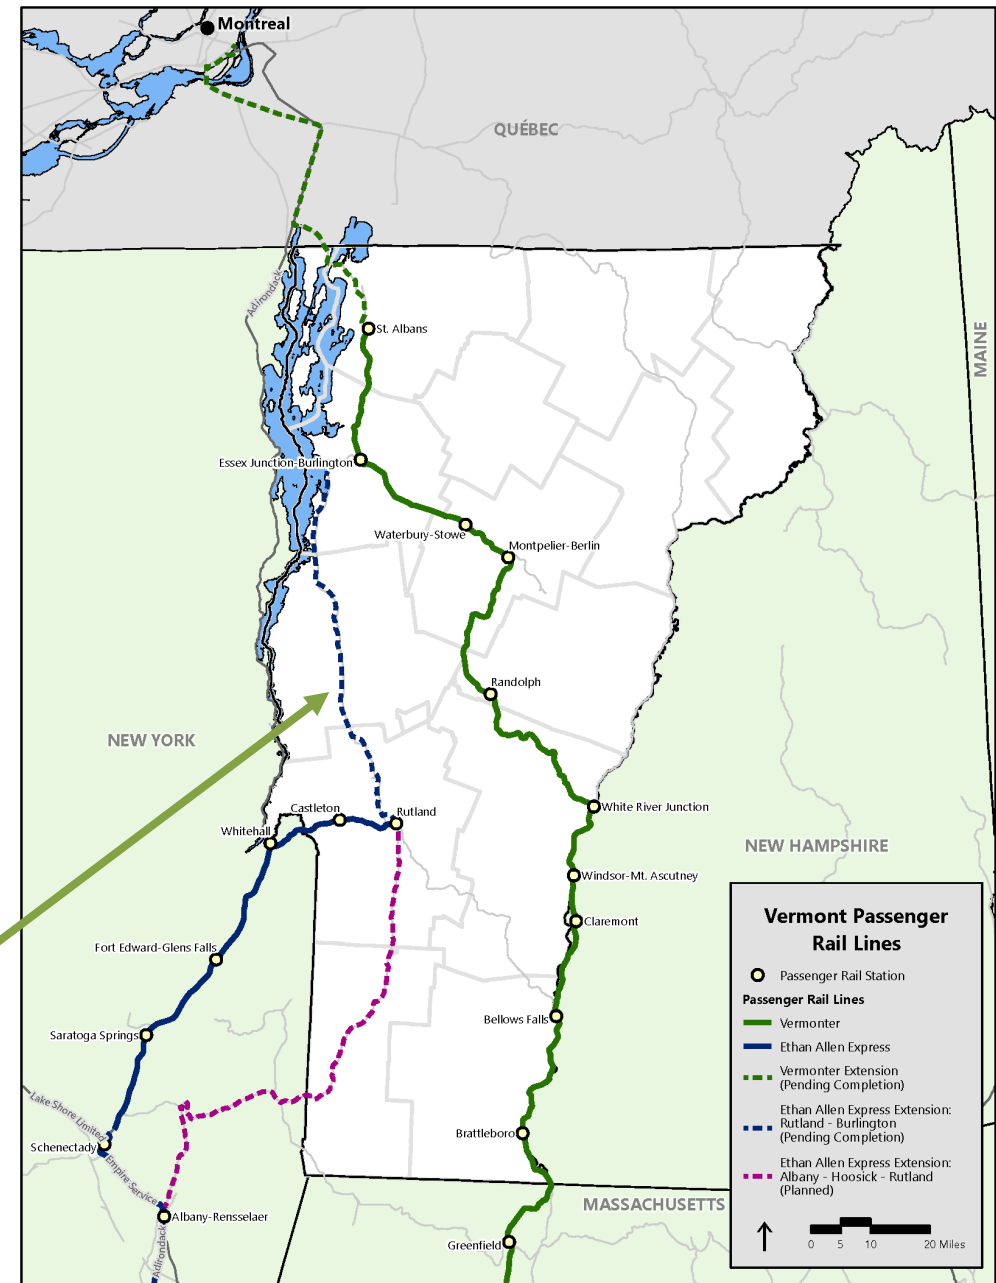 Montreal
QUÉBEC
Adirondack
St. Albans
MAINE
Essex Junction-Burlington
Waterbury-Stowe
Montpelier-Berlin
Randolph
NEW YORK
Castleton
Rutland
White River Junction
Whitehall
NEW HAMPSHIRE
Windsor-Mt. Ascutney
Claremont
Fort Edward-Glens Falls
Bellows Falls
Saratoga Springs
Lake Shore Limited
Brattleboro
Schenectady
Empire Service
MASSACHUSETTS
Albany-Rensselaer
Adirondack
Greenfield
Vermont Passenger
Rail Lines
Passenger Rail Station
Passenger Rail Lines
Vermonter
Ethan Allen Express
Vermonter Extension
(Pending Completion)
Ethan Allen Express Extension:
Rutland - Burlington
(Pending Completion)
Ethan Allen Express Extension:
Albany - Hoosick - Rutland
(Planned)
0 5 10 20 Miles